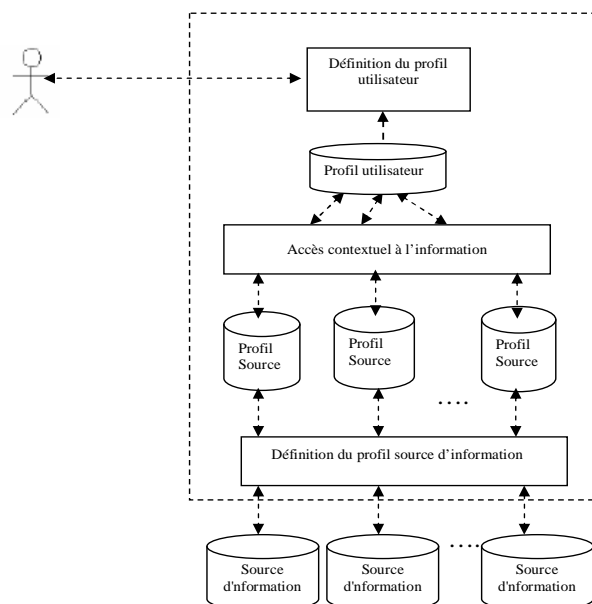 Définition du profil
utilisateur
Profil utilisateur
Accès contextuel à l'information
Profil
Source
Profil
Source
Profil
Source
....
Définition du profil source d'information
....
Source
d'nformation
Source
d'nformation
Source
d'nformation